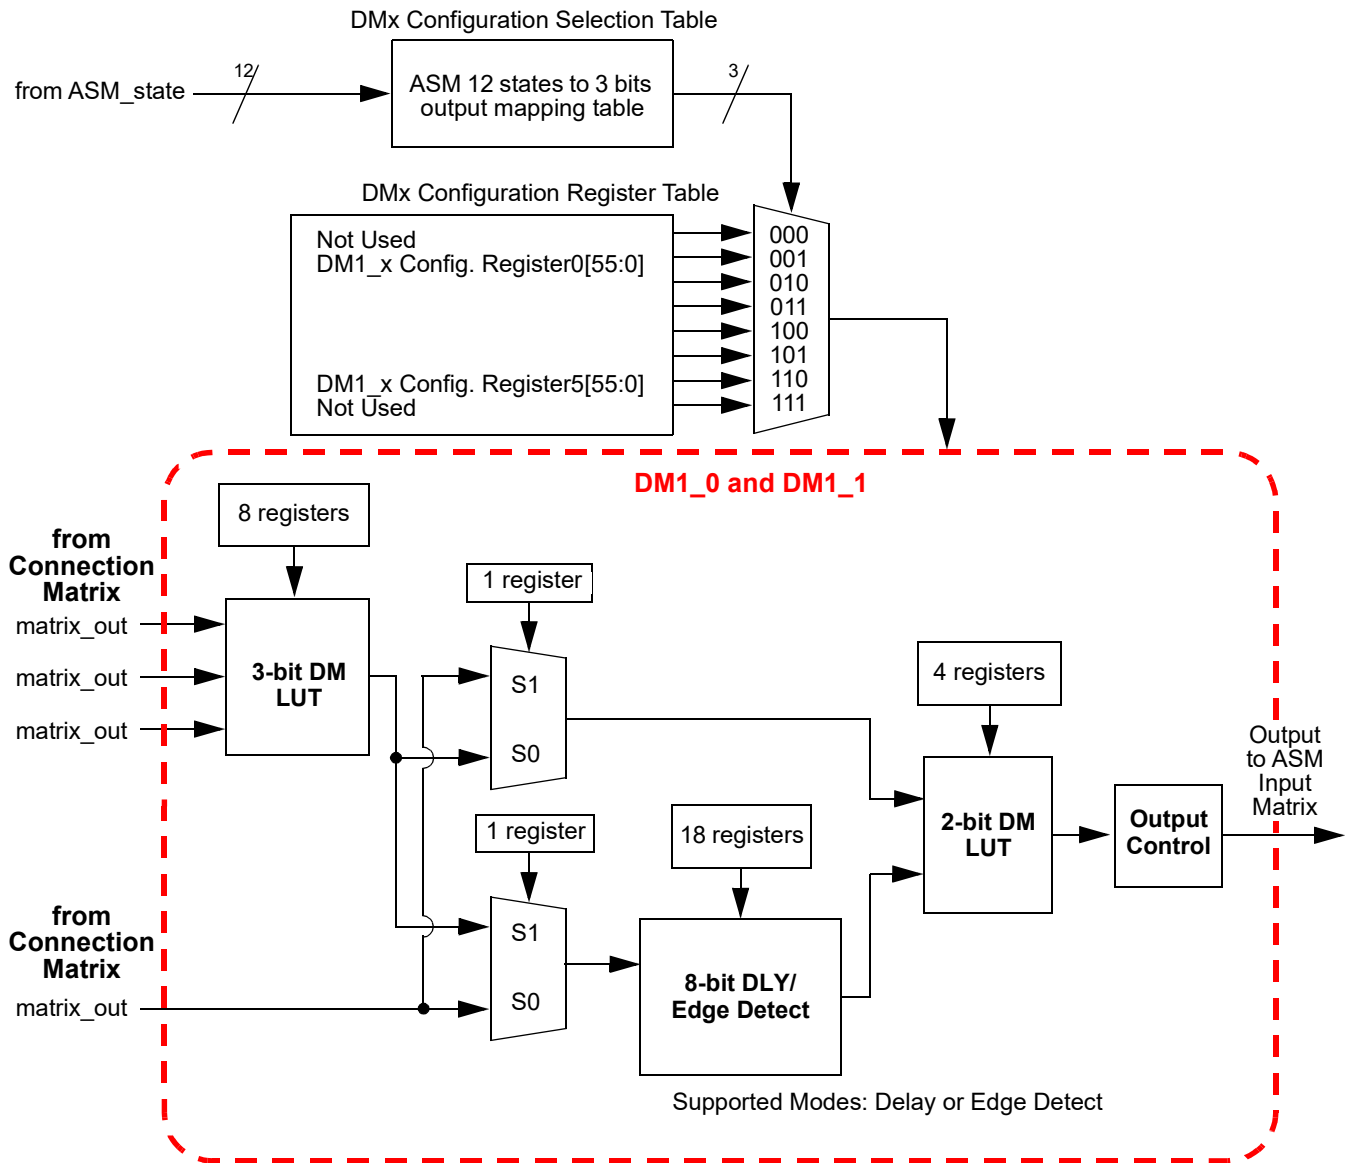 DMx Configuration Selection Table
from ASM_state
12
ASM 12 states to 3 bits
output mapping table
3
DMx Configuration Register Table
Not Used
DM1_x Config. Register0[55:0]
DM1_x Config. Register5[55:0]
Not Used
000
001
010
011
100
101
110
111
DM1_0 and DM1_1
8 registers
from
Connection
Matrix
matrix_out
matrix_out
matrix_out
3-bit DM
LUT
1 register
S1
S0
4 registers
1 register
18 registers
2-bit DM
LUT
Output
Control
Output
to ASM
Input
Matrix
from
Connection
Matrix
matrix_out
S1
S0
8-bit DLY/
Edge Detect
Supported Modes: Delay or Edge Detect